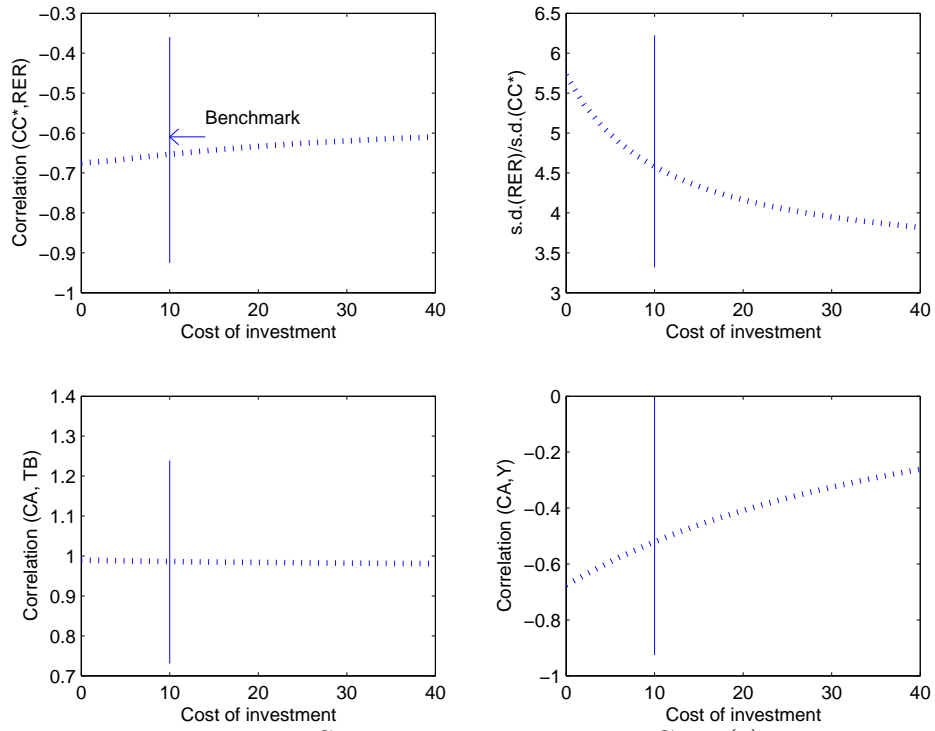 Correlation (CC*,RER)
−0.3
−0.4
−0.5
−0.6
−0.7
−0.8
−0.9
−1
Benchmark
0 10 20 30 40
Cost of investment
s.d.(RER)/s.d.(CC*)
6.5
6
5.5
5
4.5
4
3.5
3
0 10 20 30 40
Cost of investment
Correlation (CA, TB)
1.4
1.3
1.2
1.1
1
0.9
0.8
0.7
0 10 20 30 40
Cost of investment
Correlation (CA,Y)
0
−0.2
−0.4
−0.6
−0.8
−1
0 10 20 30 40
Cost of investment